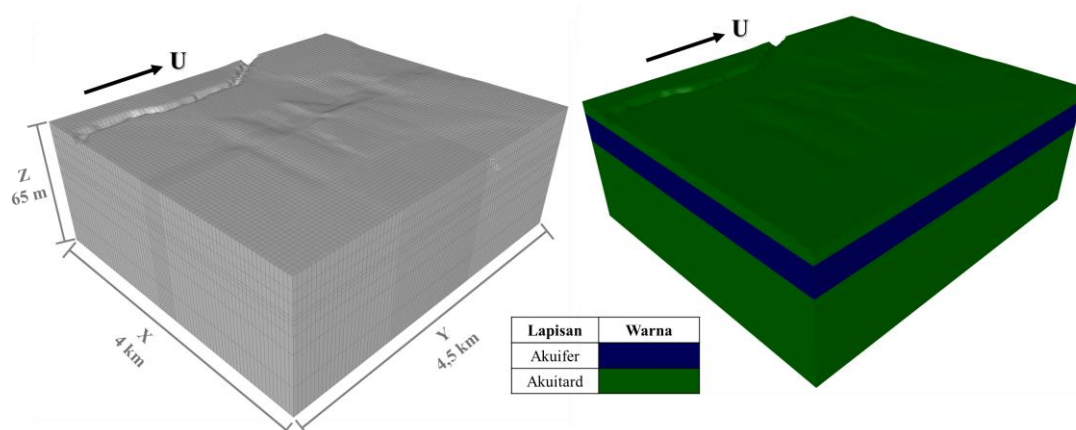 U
Z
65 m
X
4 km
Y
4,5 km
U
Lapisan Warna
Akuifer
Akuitard